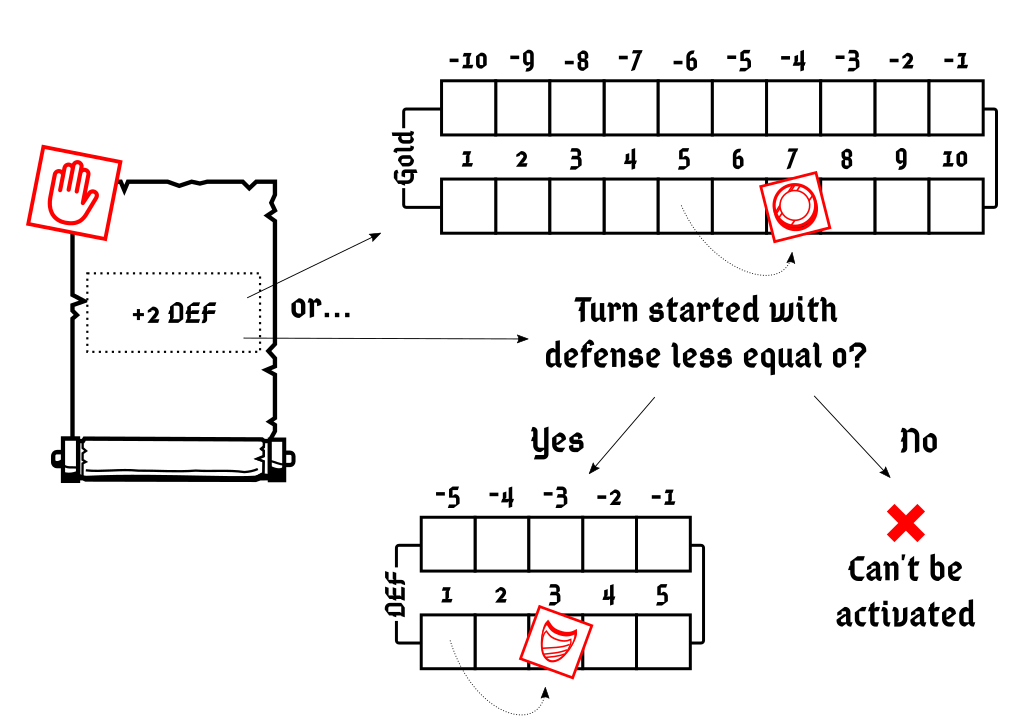 -10 -9 -8 -7 -6 -5 -4 -3 -2 -1
Gold
1 2 3 4 5 6 7 8 9 10
+2 DEF
or...
Turn started with
defense less equal 0?
Yes
No
-5 -4 -3 -2 -1
DEF
1 2 3 4 5
Can't be
activated